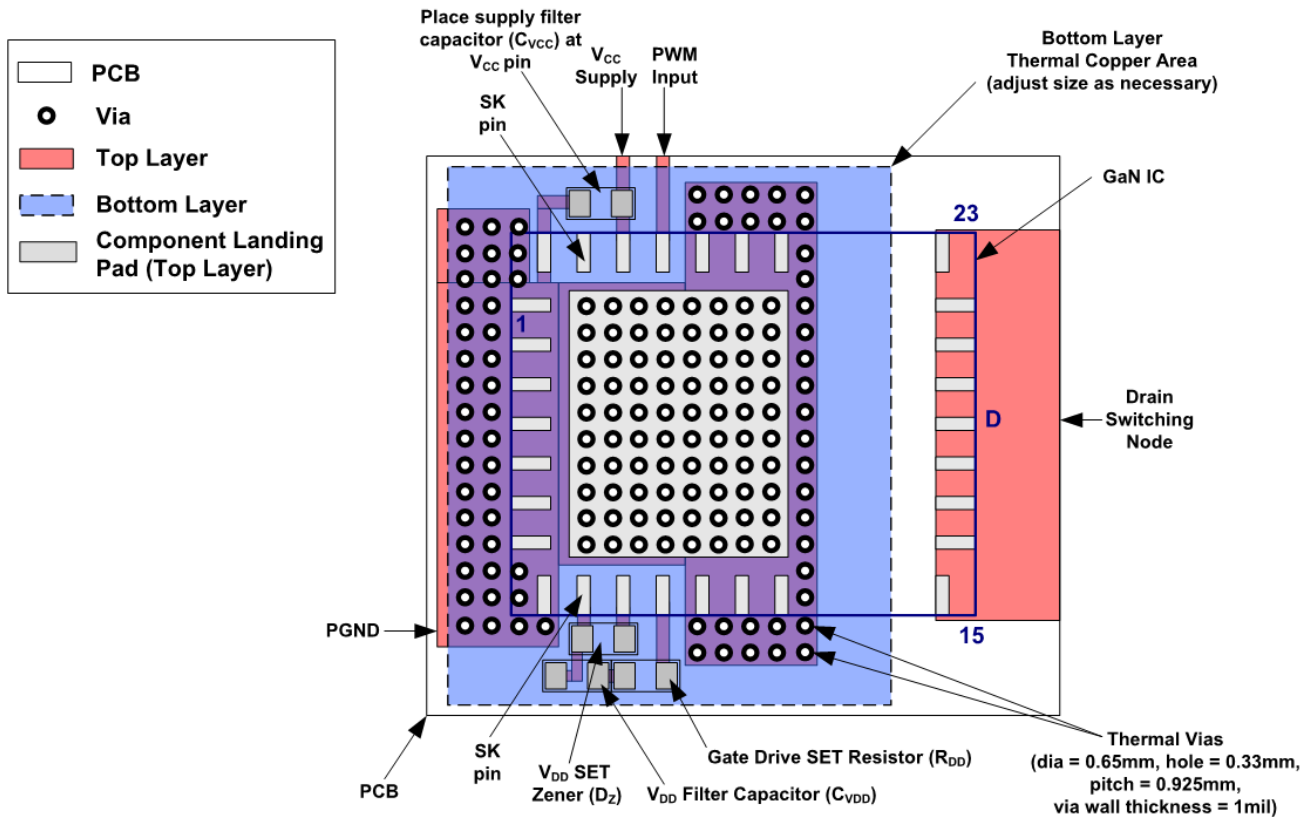 Place supply filter
capacitor (CVCC) at
VCC pin
VCC
Supply
PWM
Input
Bottom Layer
Thermal Copper Area
(adjust size as necessary)
SK
pin
PCB
Via
Top Layer
Bottom Layer
Component Landing
Pad (Top Layer)
GaN IC
23
1
D
Drain
Switching
Node
15
PGND
PCB
SK
pin
VDD SET
Zener (DZ)
VDD Filter Capacitor (CVDD)
Gate Drive SET Resistor (RDD)
Thermal Vias
(dia = 0.65mm, hole = 0.33mm,
pitch = 0.925mm,
via wall thickness = 1mil)